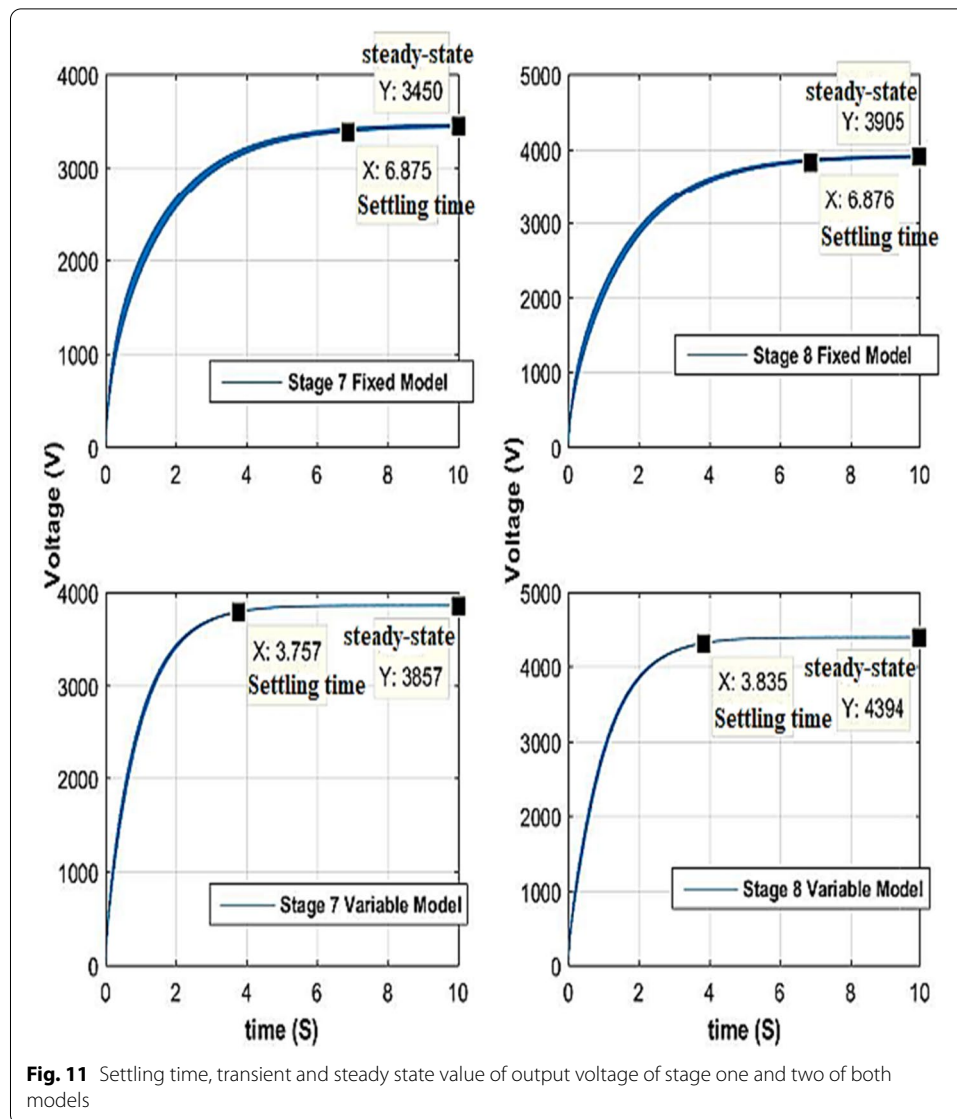 steady-state
Y: 3450
X: 6.875
Settling time
Stage 7 Fixed Model
4000
3000
2000
1000
0
0 2 4 6 8 10
Voltage (V)
steady-state
Y: 3905
X: 6.876
Settling time
Stage 8 Fixed Model
5000
4000
3000
2000
1000
0
0 2 4 6 8 10
Voltage (V)
steady-state
Y: 3857
X: 3.757
Settling time
Stage 7 Variable Model
4000
3000
2000
1000
0
0 2 4 6 8 10
time (S)
steady-state
Y: 4394
X: 3.835
Settling time
Stage 8 Variable Model
5000
4000
3000
2000
1000
0
0 2 4 6 8 10
time (S)
Fig. 11 Settling time, transient and steady state value of output voltage of stage one and two of both
models